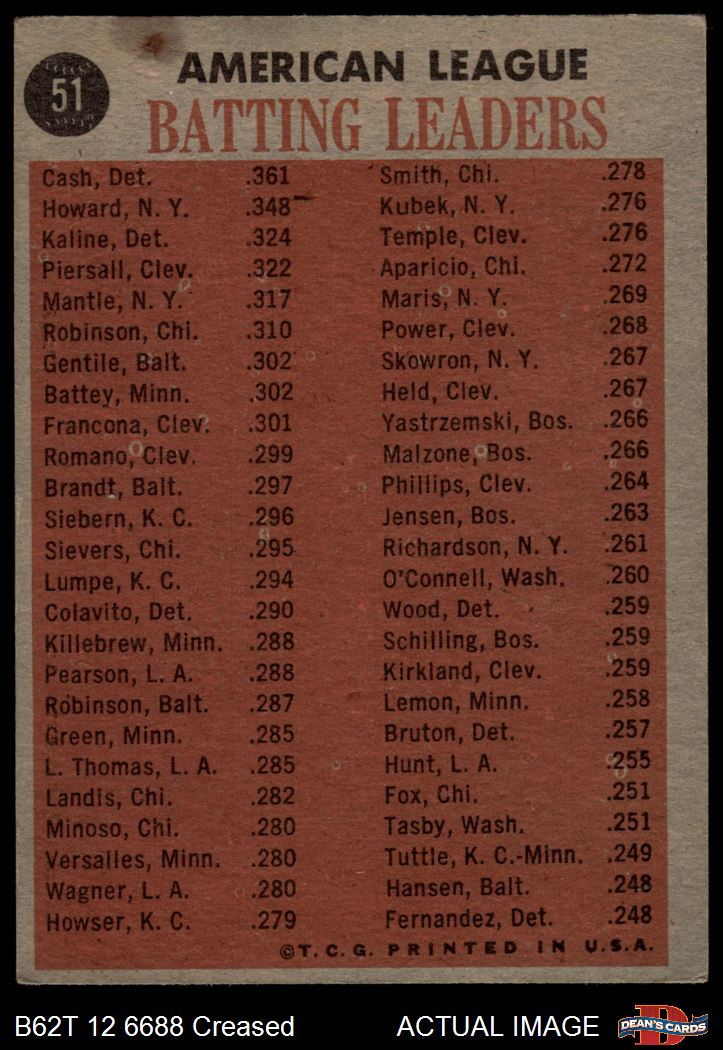 51
AMERICAN LEAGUE
BATTING LEADERS
Cash, Det. .361
Howard, N. Y. .348
Kaline, Det. .324
Piersall, Clev. .322
Mantle, N. Y. .317
Robinson, Chi. .310
Gentile, Balt. .302
Battey, Minn. .302
Francona, Clev. .301
Romano, Clev. .299
Brandt, Balt. .297
Siebern, K. C. .296
Sievers, Chi. .295
Lumpe, K. C. .294
Colavito, Det. .290
Killebrew, Minn. .288
Pearson, L. A. .288
Robinson, Balt. .287
Green, Minn. .285
L. Thomas, L. A. .285
Landis, Chi. .282
Minoso, Chi. .280
Versalles, Minn. .280
Wagner, L. A. .280
Howser, K. C. .279
Smith, Chi. .278
Kubek, N. Y. .276
Temple, Clev. .276
Aparicio, Chi. .272
Maris, N. Y. .269
Power, Clev. .268
Skowron, N. Y. .267
Held, Clev. .267
Yastrzemski, Bos. .266
Malzone, Bos. .266
Phillips, Clev. .264
Jensen, Bos. .263
Richardson, N. Y. .261
O'Connell, Wash. .260
Wood, Det. .259
Schilling, Bos. .259
Kirkland, Clev. .259
Lemon, Minn. .258
Bruton, Det. .257
Hunt, L. A. .255
Fox, Chi. .251
Tasby, Wash. .251
Tuttle, K. C.-Minn. .249
Hansen, Balt. .248
Fernandez, Det. .248
©T. C. G. PRINTED IN U.S.A.
B62T 12 6688 Creased
ACTUAL IMAGE
DEAN'S CARDS